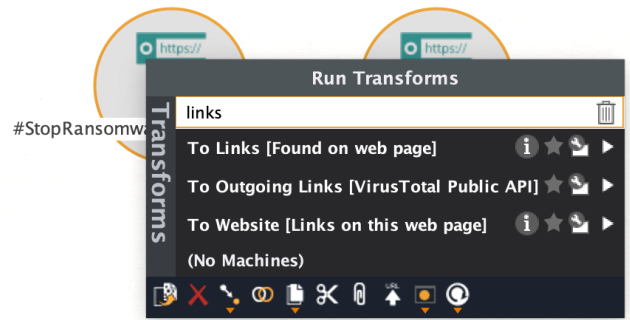 https://
https://
Run Transforms
Transforms
links
#StopRansomwa
To Links [Found on web page]
To Outgoing Links [VirusTotal Public API]
To Website [Links on this web page]
(No Machines)
URL